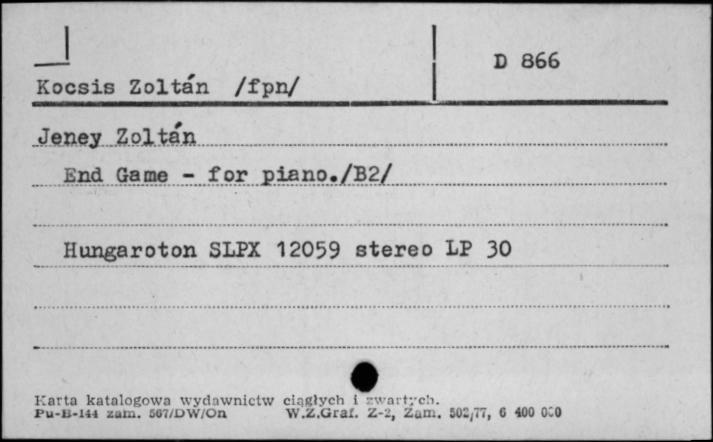 D 866
Kocsis Zoltán /fpn/
Jeney Zoltán
End Game - for piano./B2/
Hungaroton SLPX 12059 stereo LP 30
Karta katalogowa wydawnictw ciągłych i zwartych.
Pu-B-144 zam. 567/DW/On W.Z.Graf. Z-2, Zam. 502/77, 6 400 000